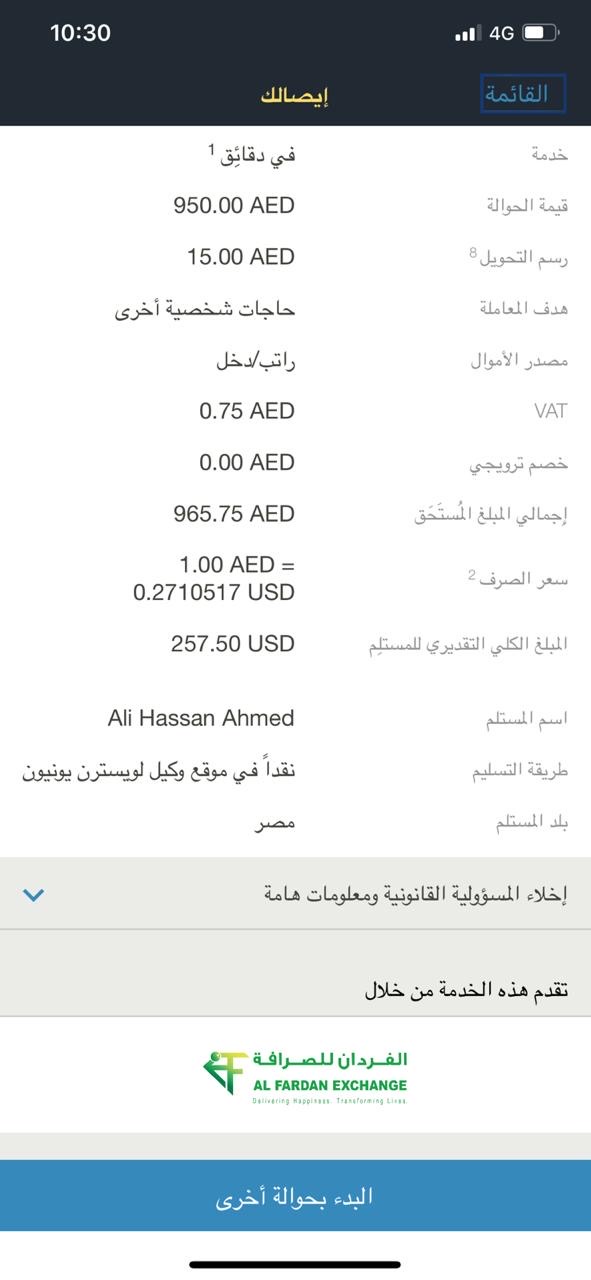 10:30
4G
القائمة
إيصالك
خدمة في دقائق 1
قيمة الحوالة 950.00 AED
رسم التحويل 8 15.00 AED
هدف المعاملة حاجات شخصية أخرى
مصدر الأموال راتب/دخل
VAT 0.75 AED
خصم ترويجي 0.00 AED
إجمالي المبلغ المُستَحَق 965.75 AED
سعر الصرف 2 1.00 AED =
0.2710517 USD
المبلغ الكلي التقديري للمستلِم 257.50 USD
اسم المستلم Ali Hassan Ahmed
طريقة التسليم نقداً في موقع وكيل لويسترن يونيون
بلد المستلم مصر
إخلاء المسؤولية القانونية ومعلومات هامة
تقدم هذه الخدمة من خلال
الفردان للصرافة
AL FARDAN EXCHANGE
Delivering Happiness. Transforming Lives.
البدء بحوالة أخرى